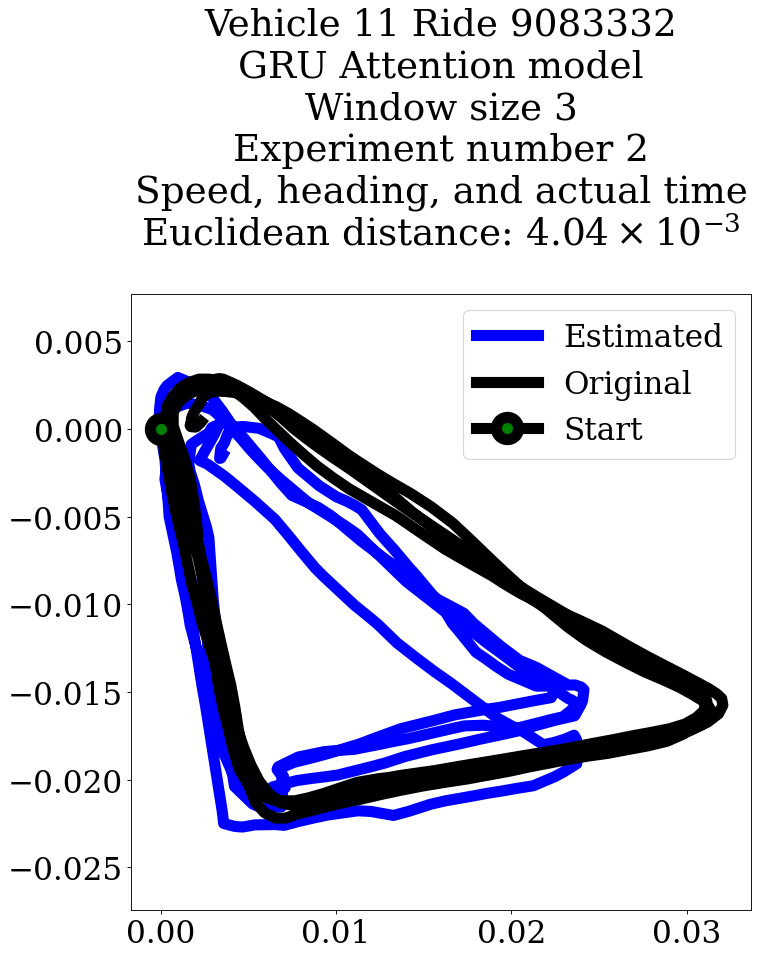 Vehicle 11 Ride 9083332
GRU Attention model
Window size 3
Experiment number 2
Speed, heading, and actual time
Euclidean distance: 4.04 × 10⁻³
Estimated
Original
Start
0.005
0.000
−0.005
−0.010
−0.015
−0.020
−0.025
0.00 0.01 0.02 0.03